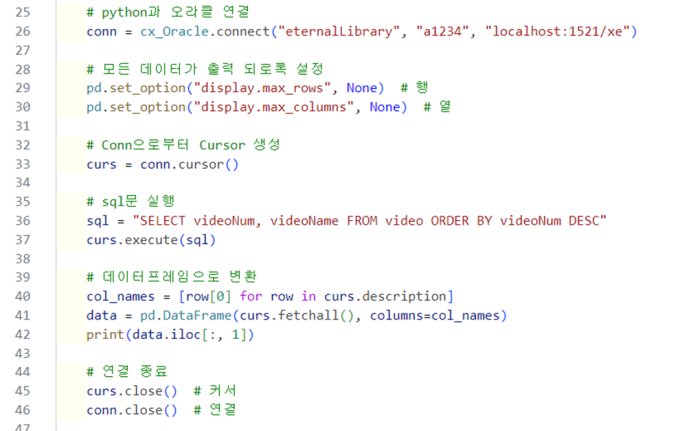 25 # python과 오라클 연결
26 conn = cx_Oracle.connect("eternalLibrary", "a1234", "localhost:1521/xe")
27
28 # 모든 데이터가 출력 되로록 설정
29 pd.set_option("display.max_rows", None) # 행
30 pd.set_option("display.max_columns", None) # 열
31
32 # Conn으로부터 Cursor 생성
33 curs = conn.cursor()
34
35 # sql문 실행
36 sql = "SELECT videoNum, videoName FROM video ORDER BY videoNum DESC"
37 curs.execute(sql)
38
39 # 데이터프레임으로 변환
40 col_names = [row[0] for row in curs.description]
41 data = pd.DataFrame(curs.fetchall(), columns=col_names)
42 print(data.iloc[:, 1])
43
44 # 연결 종료
45 curs.close() # 커서
46 conn.close() # 연결
47